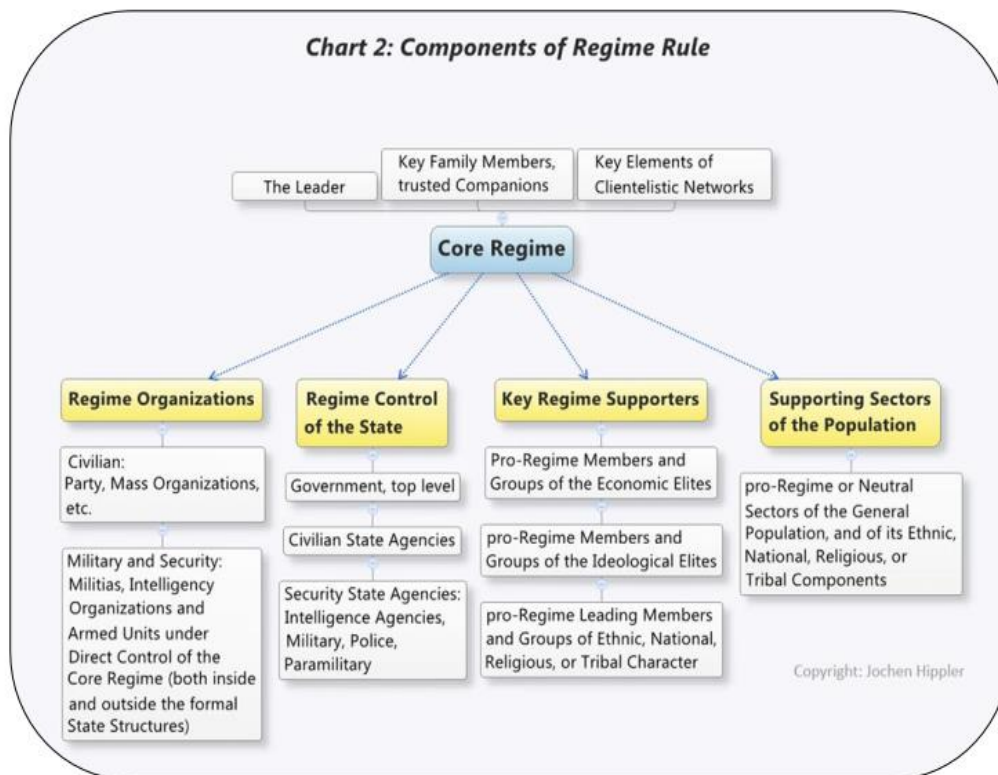 Chart 2: Components of Regime Rule
The Leader
Key Family Members,
trusted Companions
Key Elements of
Clientelistic Networks
Core Regime
Regime Organizations
Civilian:
Party, Mass Organizations,
etc.
Military and Security:
Militias, Intelligency
Organizations and
Armed Units under
Direct Control of the
Core Regime (both inside
and outside the formal
State Structures)
Regime Control
of the State
Government, top level
Civilian State Agencies
Security State Agencies:
Intelligence Agencies,
Military, Police,
Paramilitary
Key Regime Supporters
Pro-Regime Members and
Groups of the Economic Elites
pro-Regime Members and
Groups of the Ideological Elites
pro-Regime Leading Members
and Groups of Ethnic, National,
Religious, or Tribal Character
Supporting Sectors
of the Population
pro-Regime or Neutral
Sectors of the General
Population, and of its Ethnic,
National, Religious, or
Tribal Components
Copyright: Jochen Hippler